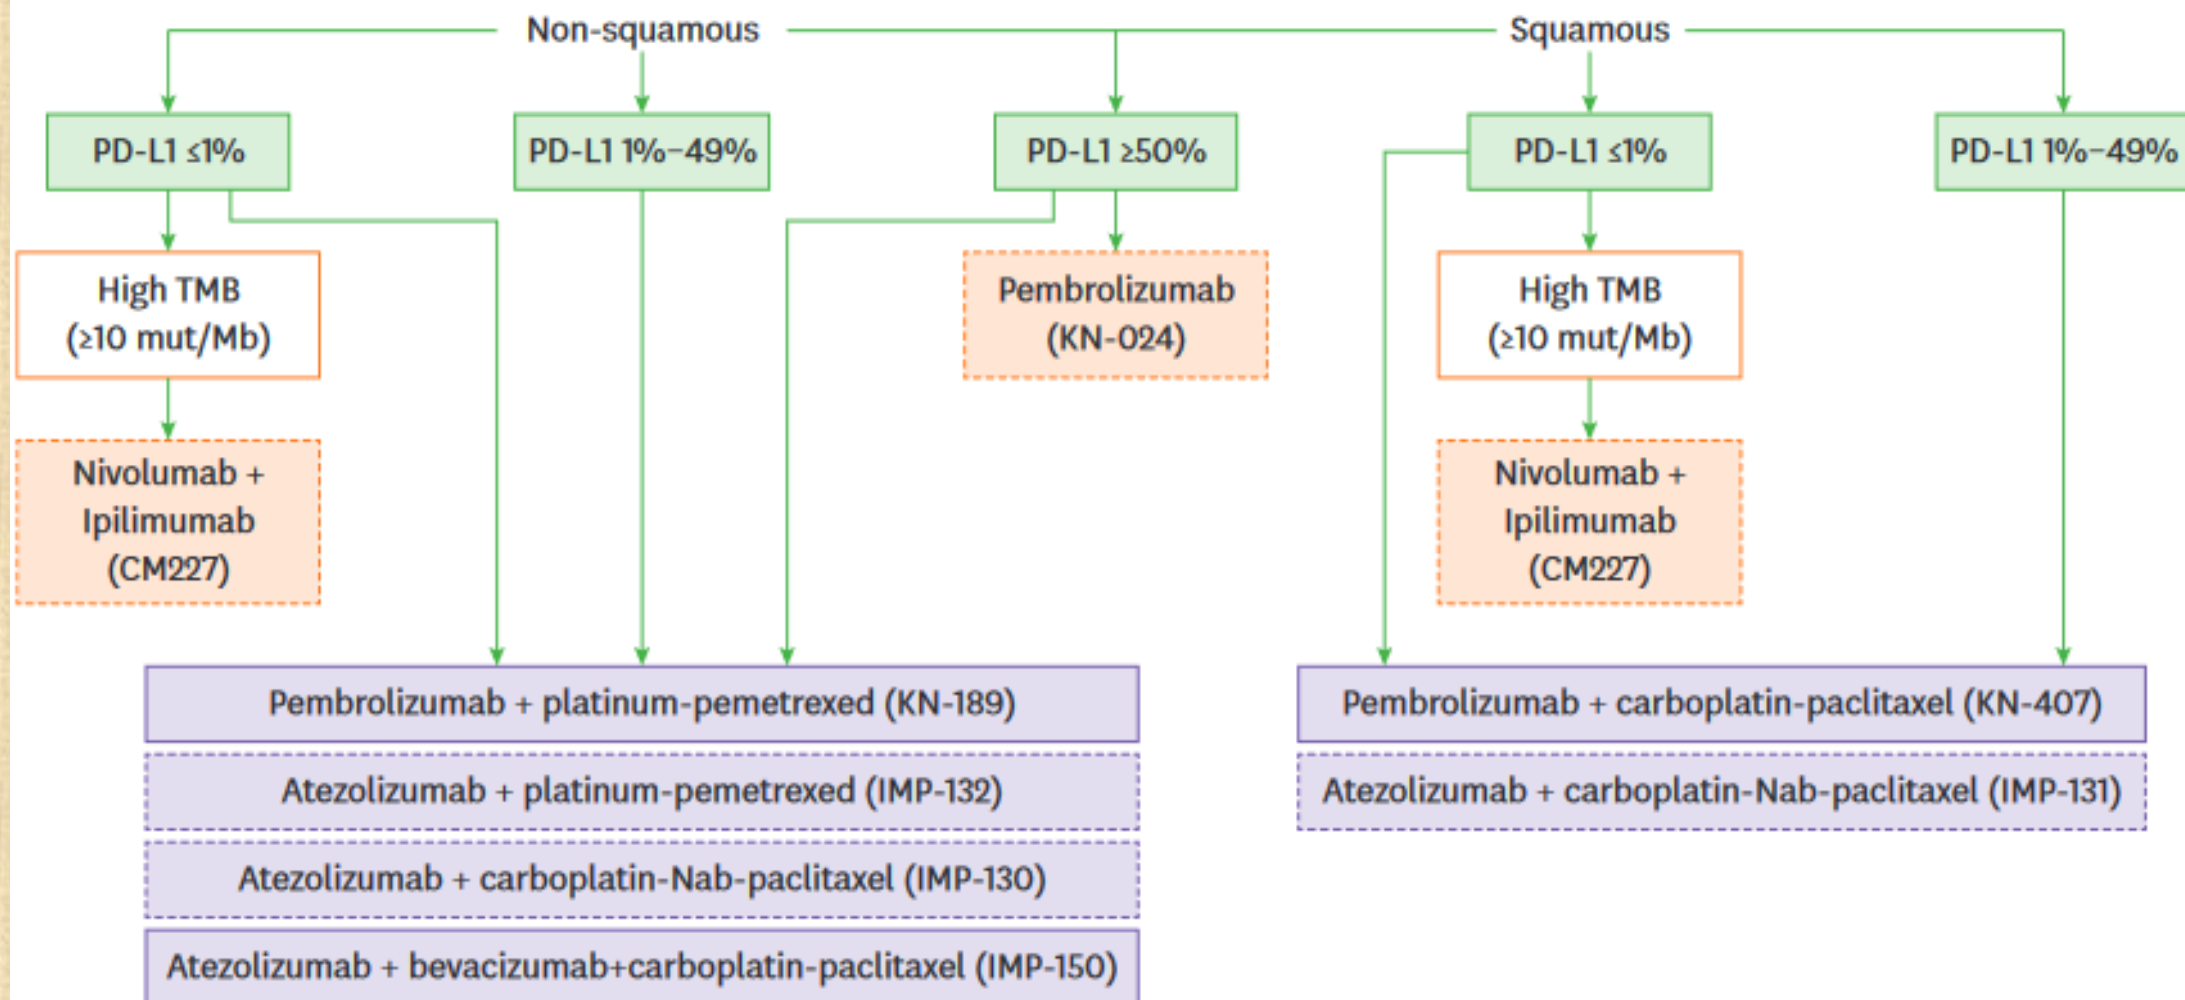 Non-squamous
Squamous
PD-L1 ≤1%
PD-L1 1%–49%
PD-L1 ≥50%
PD-L1 ≤1%
PD-L1 1%–49%
High TMB
(≥10 mut/Mb)
Pembrolizumab
(KN-024)
High TMB
(≥10 mut/Mb)
Nivolumab +
Ipilimumab
(CM227)
Nivolumab +
Ipilimumab
(CM227)
Pembrolizumab + platinum-pemetrexed (KN-189)
Atezolizumab + platinum-pemetrexed (IMP-132)
Atezolizumab + carboplatin-Nab-paclitaxel (IMP-130)
Atezolizumab + bevacizumab+carboplatin-paclitaxel (IMP-150)
Pembrolizumab + carboplatin-paclitaxel (KN-407)
Atezolizumab + carboplatin-Nab-paclitaxel (IMP-131)